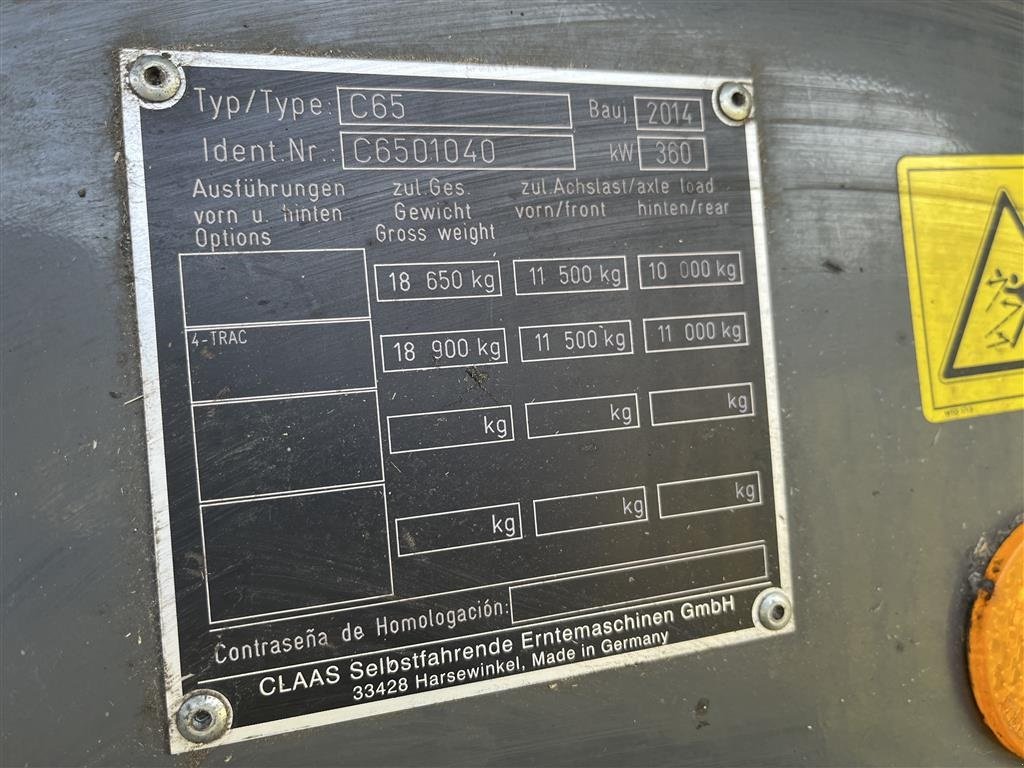 Typ/Type: C65 Bauj 2014
Ident.Nr.: C6501040 kW 360
Ausführungen zul.Ges. zul.Achslast/axle load
vorn u. hinten Gewicht vorn/front hinten/rear
Options Gross weight
18 650 kg 11 500 kg 10 000 kg
4-TRAC 18 900 kg 11 500 kg 11 000 kg
kg kg kg
kg kg kg
Contraseña de Homologación:
CLAAS Selbstfahrende Erntemaschinen GmbH
33428 Harsewinkel, Made in Germany